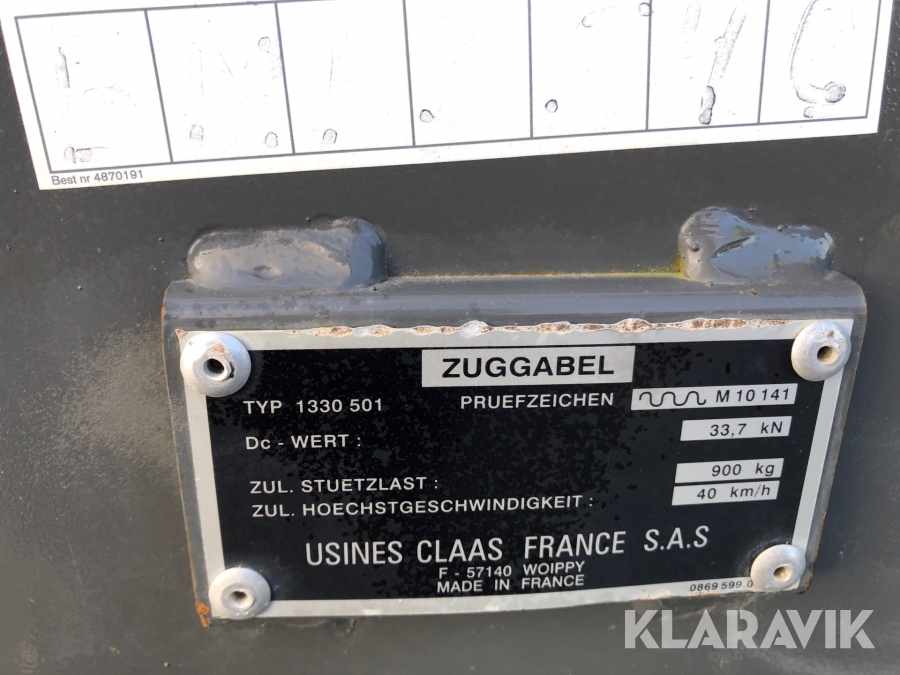 Best nr 4870191
ZUGGABEL
TYP 1330 501 PRUEFZEICHEN M 10 141
Dc - WERT : 33,7 kN
ZUL. STUETZLAST : 900 kg
ZUL. HOECHSTGESCHWINDIGKEIT : 40 km/h
USINES CLAAS FRANCE S.A.S
F - 57140 WOIPPY
MADE IN FRANCE
0869 599.0
KLARAVIK